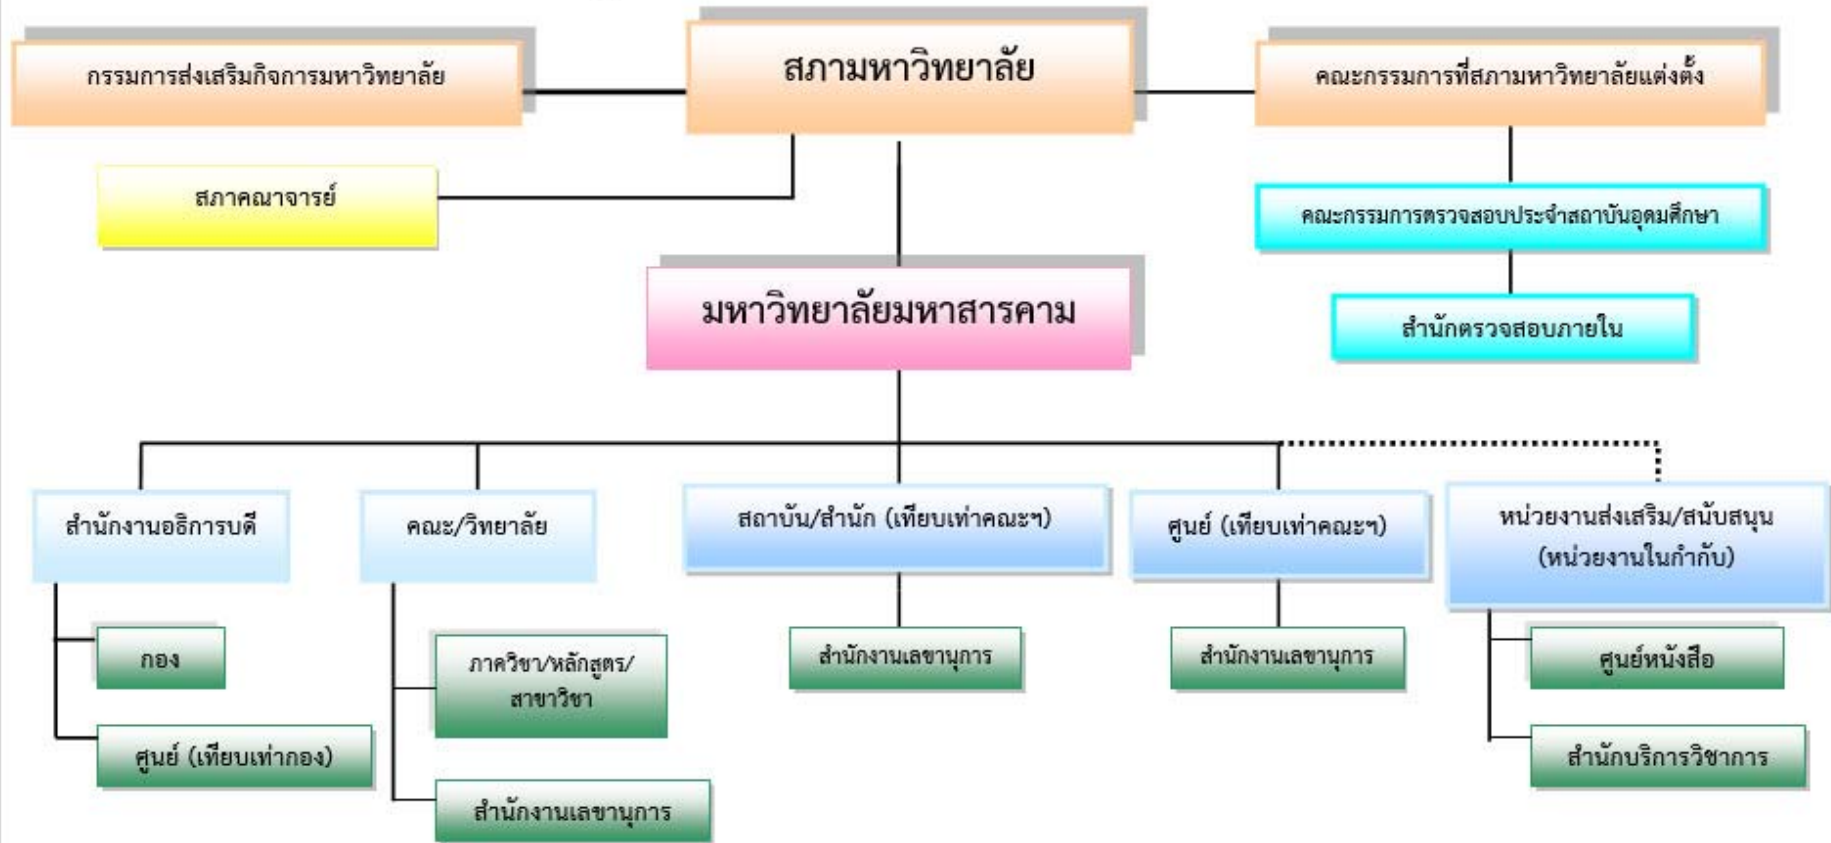 กรรมการส่งเสริมกิจการมหาวิทยาลัย
สภามหาวิทยาลัย
คณะกรรมการที่สภามหาวิทยาลัยแต่งตั้ง
สภาคณาจารย์
คณะกรรมการตรวจสอบประจำสถาบันอุดมศึกษา
มหาวิทยาลัยมหาสารคาม
สำนักตรวจสอบภายใน
สำนักงานอธิการบดี
คณะ/วิทยาลัย
สถาบัน/สำนัก (เทียบเท่าคณะฯ)
ศูนย์ (เทียบเท่าคณะฯ)
หน่วยงานส่งเสริม/สนับสนุน
(หน่วยงานในกำกับ)
กอง
ศูนย์ (เทียบเท่ากอง)
ภาควิชา/หลักสูตร/
สาขาวิชา
สำนักงานเลขานุการ
สำนักงานเลขานุการ
สำนักงานเลขานุการ
ศูนย์หนังสือ
สำนักบริการวิชาการ